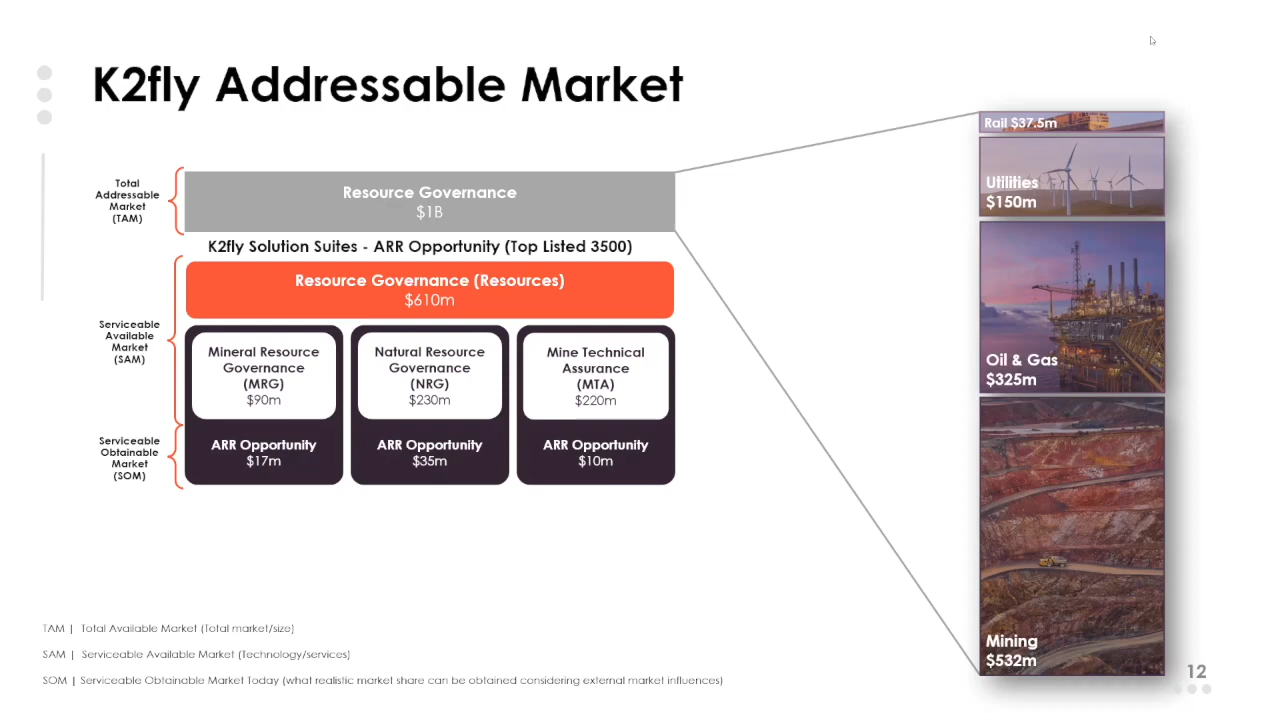 K2fly Addressable Market
Total
Addressable
Market
(TAM)
Resource Governance
$1B
K2fly Solution Suites - ARR Opportunity (Top Listed 3500)
Serviceable
Available
Market
(SAM)
Resource Governance (Resources)
$610m
Mineral Resource
Governance
(MRG)
$90m
Natural Resource
Governance
(NRG)
$230m
Mine Technical
Assurance
(MTA)
$220m
Serviceable
Obtainable
Market
(SOM)
ARR Opportunity
$17m
ARR Opportunity
$35m
ARR Opportunity
$10m
Rail $37.5m
Utilities
$150m
Oil & Gas
$325m
Mining
$532m
TAM | Total Available Market (Total market/size)
SAM | Serviceable Available Market (Technology/services)
SOM | Serviceable Obtainable Market Today (what realistic market share can be obtained considering external market influences)
12